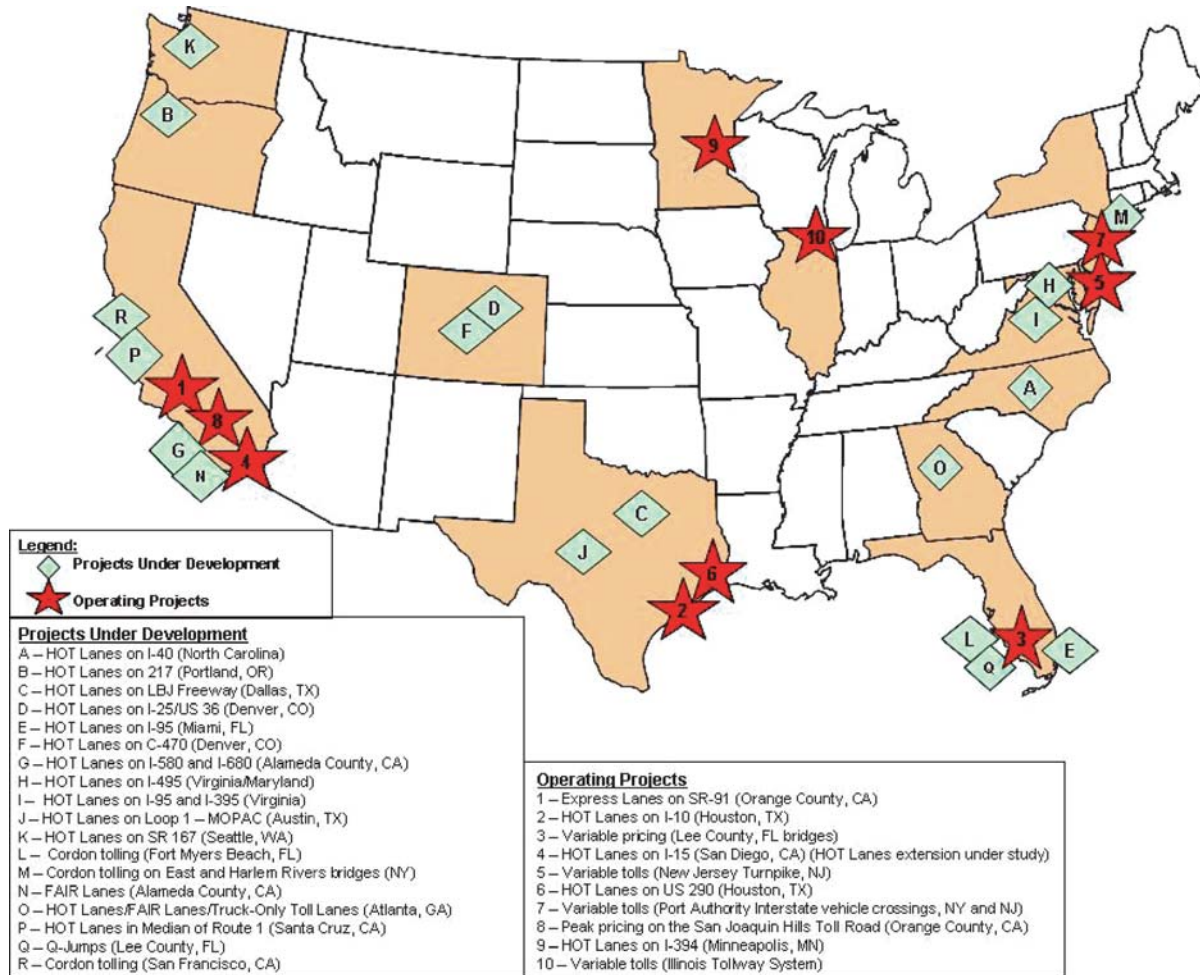 K
B
9
10
M
7
5
H
I
A
O
D
F
R
P
1
8
G
4
N
C
J
6
2
L
3
E
Q
Legend:
Projects Under Development
Operating Projects
Projects Under Development
A – HOT Lanes on I-40 (North Carolina)
B – HOT Lanes on 217 (Portland, OR)
C – HOT Lanes on LBJ Freeway (Dallas, TX)
D – HOT Lanes on I-25/US 36 (Denver, CO)
E – HOT Lanes on I-95 (Miami, FL)
F – HOT Lanes on C-470 (Denver, CO)
G – HOT Lanes on I-580 and I-680 (Alameda County, CA)
H – HOT Lanes on I-495 (Virginia/Maryland)
I – HOT Lanes on I-95 and I-395 (Virginia)
J – HOT Lanes on Loop 1 – MOPAC (Austin, TX)
K – HOT Lanes on SR 167 (Seattle, WA)
L – Cordon tolling (Fort Myers Beach, FL)
M – Cordon tolling on East and Harlem Rivers bridges (NY)
N – FAIR Lanes (Alameda County, CA)
O – HOT Lanes/FAIR Lanes/Truck-Only Toll Lanes (Atlanta, GA)
P – HOT Lanes in Median of Route 1 (Santa Cruz, CA)
Q – Q-Jumps (Lee County, FL)
R – Cordon tolling (San Francisco, CA)
Operating Projects
1 – Express Lanes on SR-91 (Orange County, CA)
2 – HOT Lanes on I-10 (Houston, TX)
3 – Variable pricing (Lee County, FL bridges)
4 – HOT Lanes on I-15 (San Diego, CA) (HOT Lanes extension under study)
5 – Variable tolls (New Jersey Turnpike, NJ)
6 – HOT Lanes on US 290 (Houston, TX)
7 – Variable tolls (Port Authority Interstate vehicle crossings, NY and NJ)
8 – Peak pricing on the San Joaquin Hills Toll Road (Orange County, CA)
9 – HOT Lanes on I-394 (Minneapolis, MN)
10 – Variable tolls (Illinois Tollway System)